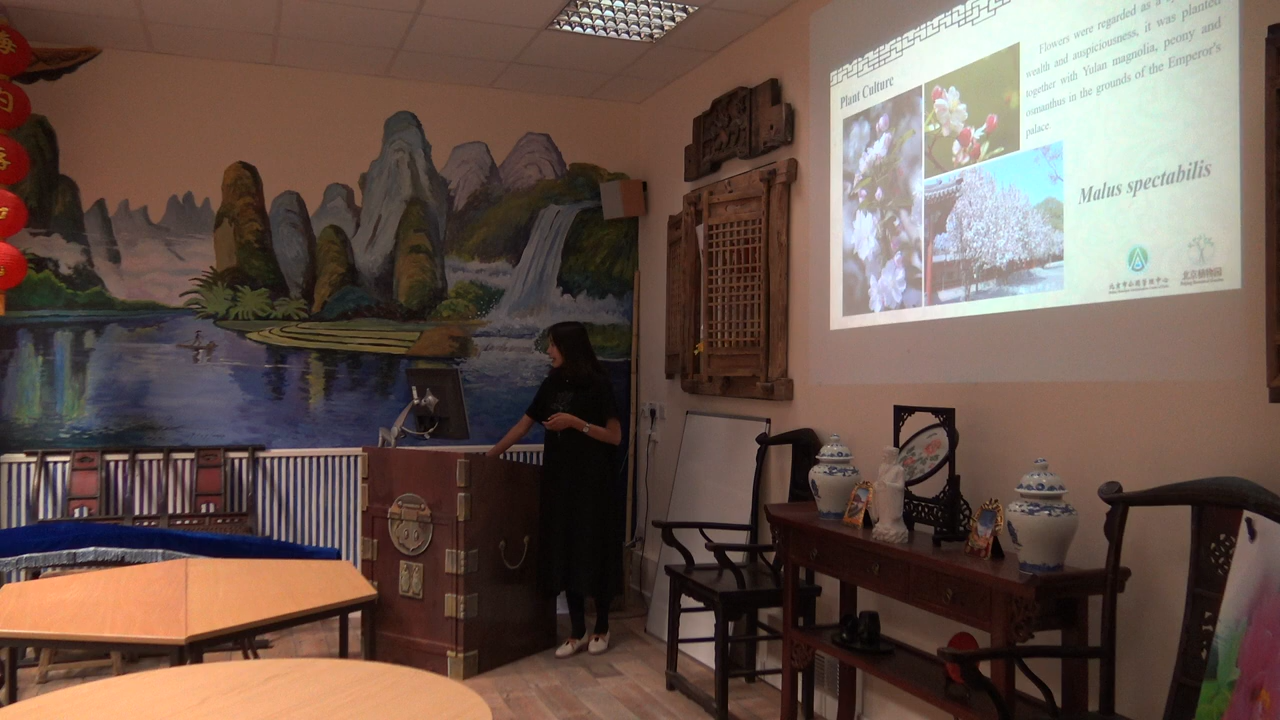 Flowers were regarded as a
wealth and auspiciousness, it was planted
together with Yulan magnolia, peony and
osmanthus in the grounds of the Emperor's
palace.
Plant Culture
Malus spectabilis
北京植物园